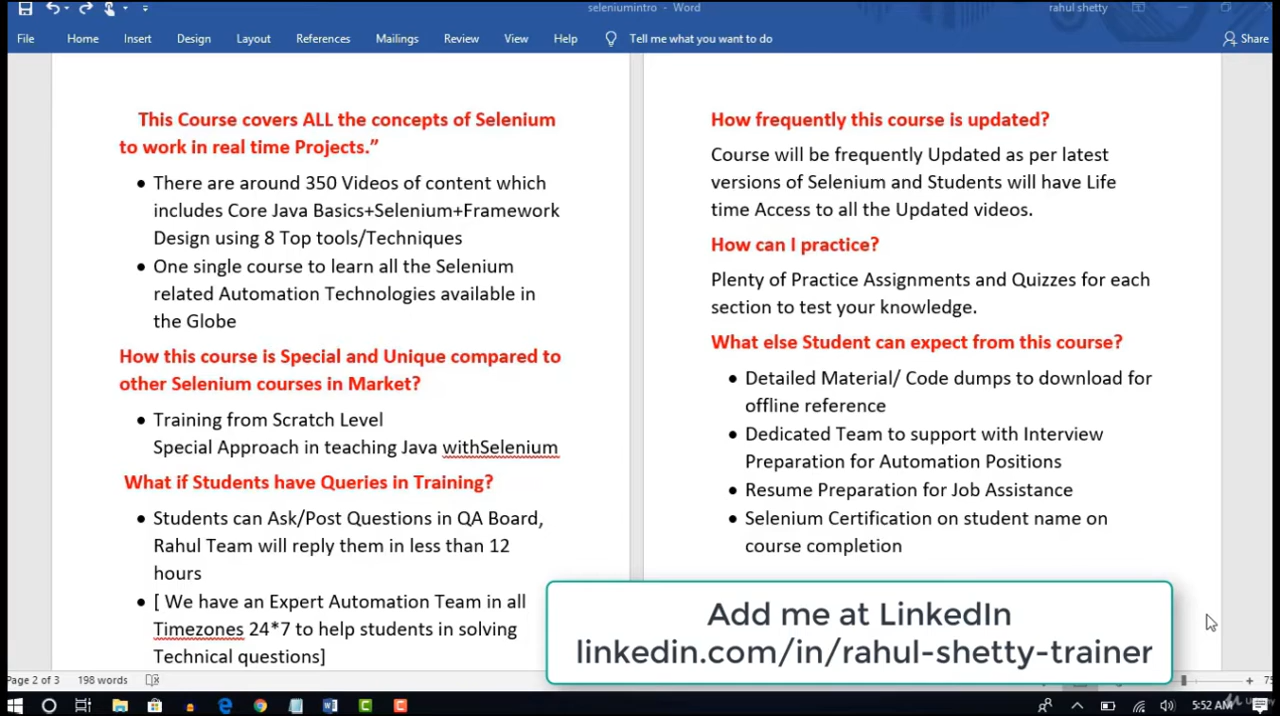 seleniumintro - Word
rahul shetty
File Home Insert Design Layout References Mailings Review View Help Tell me what you want to do Share
This Course covers ALL the concepts of Selenium
to work in real time Projects.”
• There are around 350 Videos of content which
includes Core Java Basics+Selenium+Framework
Design using 8 Top tools/Techniques
• One single course to learn all the Selenium
related Automation Technologies available in
the Globe
How this course is Special and Unique compared to
other Selenium courses in Market?
• Training from Scratch Level
Special Approach in teaching Java withSelenium
What if Students have Queries in Training?
• Students can Ask/Post Questions in QA Board,
Rahul Team will reply them in less than 12
hours
• [ We have an Expert Automation Team in all
Timezones 24*7 to help students in solving
Technical questions]
How frequently this course is updated?
Course will be frequently Updated as per latest
versions of Selenium and Students will have Life
time Access to all the Updated videos.
How can I practice?
Plenty of Practice Assignments and Quizzes for each
section to test your knowledge.
What else Student can expect from this course?
• Detailed Material/ Code dumps to download for
offline reference
• Dedicated Team to support with Interview
Preparation for Automation Positions
• Resume Preparation for Job Assistance
• Selenium Certification on student name on
course completion
Add me at LinkedIn
linkedin.com/in/rahul-shetty-trainer
Page 2 of 3 198 words
5:52 AM